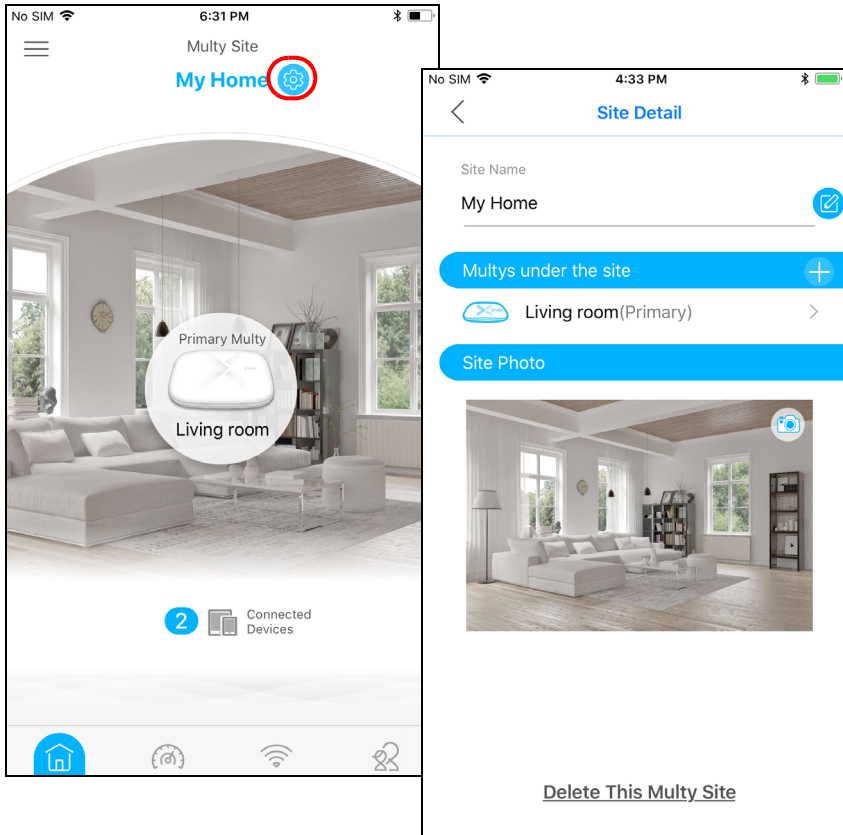 No SIM 6:31 PM
Multy Site
My Home
Primary Multy
Living room
2 Connected
Devices
No SIM 4:33 PM
Site Detail
Site Name
My Home
Multys under the site
Living room(Primary)
Site Photo
Delete This Multy Site